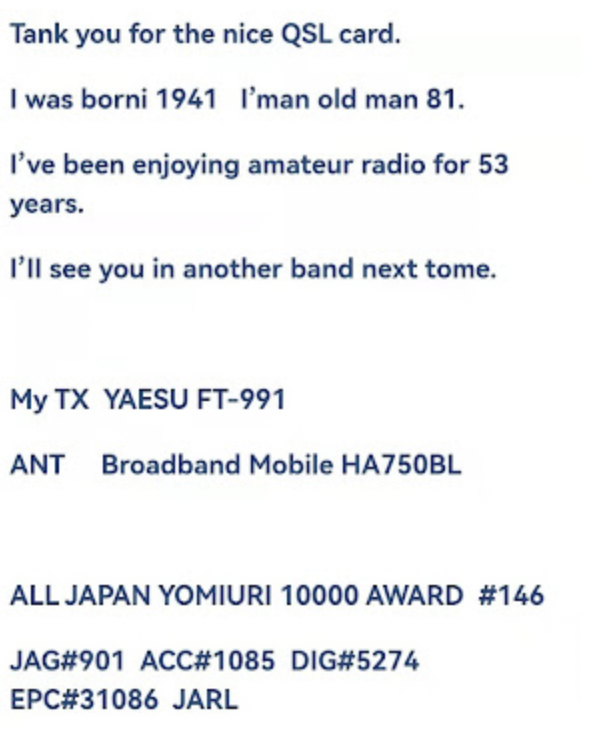 Tank you for the nice QSL card.
I was borni 1941 I'man old man 81.
I've been enjoying amateur radio for 53
years.
I'll see you in another band next tome.
My TX YAESU FT-991
ANT Broadband Mobile HA750BL
ALL JAPAN YOMIURI 10000 AWARD #146
JAG#901 ACC#1085 DIG#5274
EPC#31086 JARL